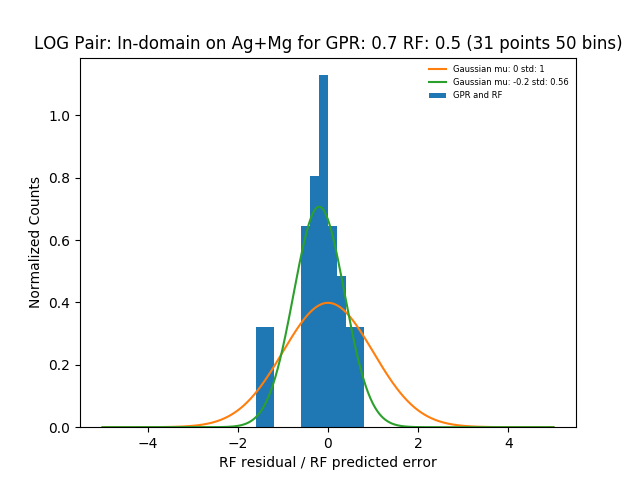 LOG Pair: In-domain on Ag+Mg for GPR: 0.7 RF: 0.5 (31 points 50 bins)
Gaussian mu: 0 std: 1
Gaussian mu: -0.2 std: 0.56
GPR and RF
Normalized Counts
1.0
0.8
0.6
0.4
0.2
0.0
−4 −2 0 2 4
RF residual / RF predicted error